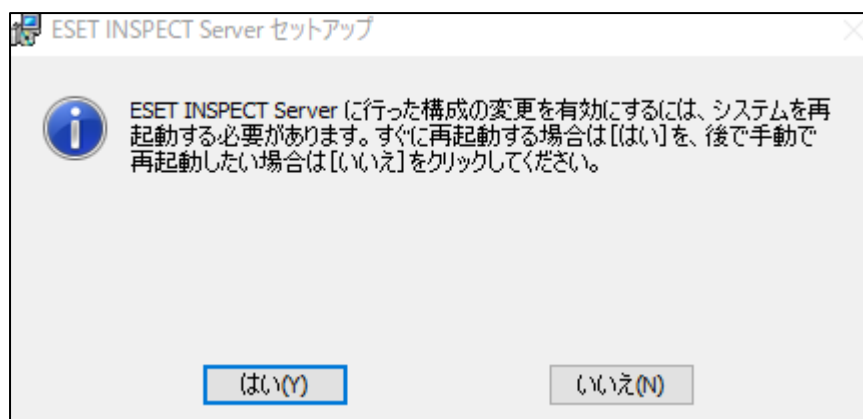 ESET INSPECT Server セットアップ
ESET INSPECT Server に行った構成の変更を有効にするには、システムを再
起動する必要があります。すぐに再起動する場合は[はい]を、後で手動で
再起動したい場合は[いいえ]をクリックしてください。
はい(Y)
いいえ(N)